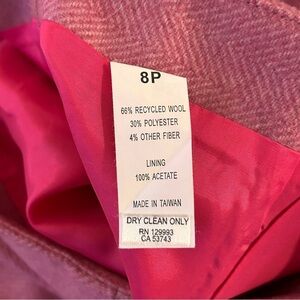 8P
66% RECYCLED WOOL
30% POLYESTER
4% OTHER FIBER
LINING
100% ACETATE
MADE IN TAIWAN
DRY CLEAN ONLY
RN 129993
CA 53743